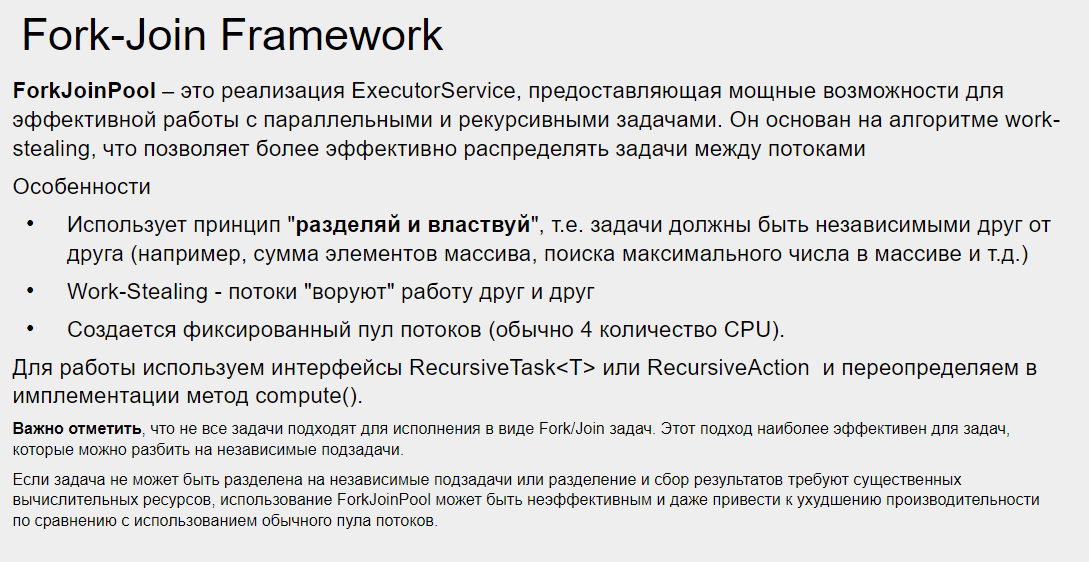 Fork-Join Framework
ForkJoinPool – это реализация ExecutorService, предоставляющая мощные возможности для
эффективной работы с параллельными и рекурсивными задачами. Он основан на алгоритме work-
stealing, что позволяет более эффективно распределять задачи между потоками
Особенности
• Использует принцип "разделяй и властвуй", т.е. задачи должны быть независимыми друг от
друга (например, сумма элементов массива, поиска максимального числа в массиве и т.д.)
• Work-Stealing - потоки "воруют" работу друг и друг
• Создается фиксированный пул потоков (обычно 4 количество CPU).
Для работы используем интерфейсы RecursiveTask<T> или RecursiveAction и переопределяем в
имплементации метод compute().
Важно отметить, что не все задачи подходят для исполнения в виде Fork/Join задач. Этот подход наиболее эффективен для задач,
которые можно разбить на независимые подзадачи.
Если задача не может быть разделена на независимые подзадачи или разделение и сбор результатов требуют существенных
вычислительных ресурсов, использование ForkJoinPool может быть неэффективным и даже привести к ухудшению производительности
по сравнению с использованием обычного пула потоков.